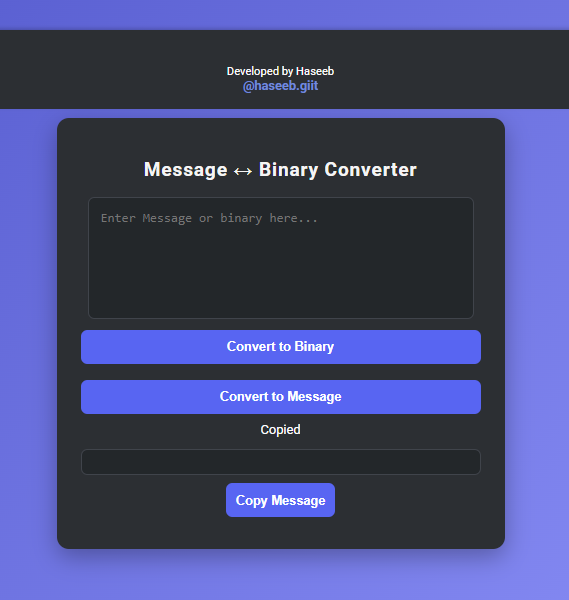 Developed by Haseeb
@haseeb.giit
Message ↔ Binary Converter
Enter Message or binary here...
Convert to Binary
Convert to Message
Copied
Copy Message